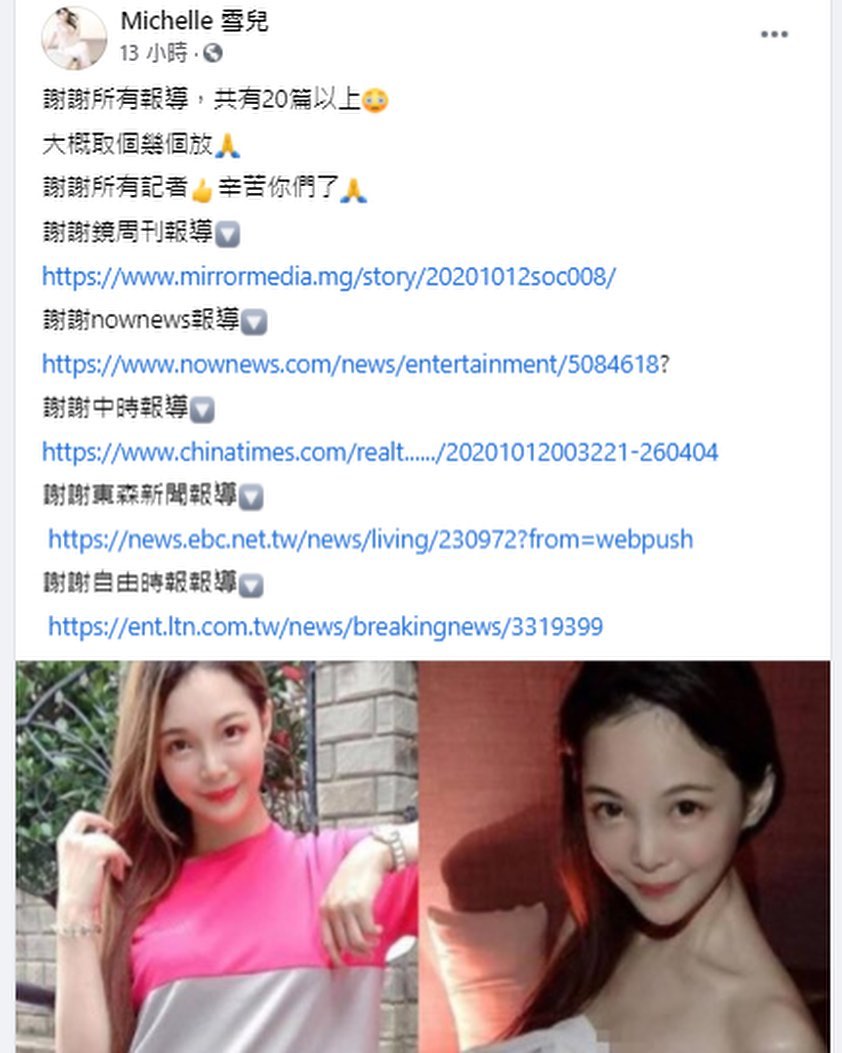 Michelle 雪兒
13 小時 ·
謝謝所有報導，共有20篇以上😳
大概取個幾個放🙏
謝謝所有記者👍辛苦你們了🙏
謝謝鏡周刊報導🔽
https://www.mirrormedia.mg/story/20201012soc008/
謝謝nownews報導🔽
https://www.nownews.com/news/entertainment/5084618?
謝謝中時報導🔽
https://www.chinatimes.com/realt....../20201012003221-260404
謝謝東森新聞報導🔽
https://news.ebc.net.tw/news/living/230972?from=webpush
謝謝自由時報報導🔽
https://ent.ltn.com.tw/news/breakingnews/3319399